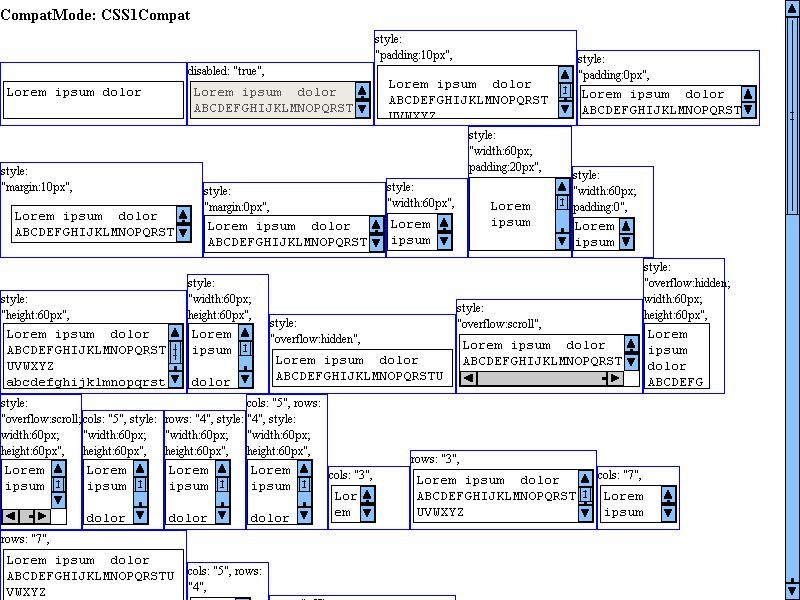 CompatMode: CSS1Compat
Lorem ipsum dolor
disabled: "true",
Lorem ipsum  dolor
ABCDEFGHIJKLMNOPQRST
style:
"padding:10px",
Lorem ipsum  dolor
ABCDEFGHIJKLMNOPQRST
UVWXYZ
style:
"padding:0px",
Lorem ipsum  dolor
ABCDEFGHIJKLMNOPQRST
style:
"margin:10px",
Lorem ipsum  dolor
ABCDEFGHIJKLMNOPQRST
style:
"margin:0px",
Lorem ipsum  dolor
ABCDEFGHIJKLMNOPQRST
style:
"width:60px",
Lorem
ipsum
style:
"width:60px;
padding:20px",
Lorem
ipsum
style:
"width:60px;
padding:0",
Lorem
ipsum
style:
"height:60px",
Lorem ipsum  dolor
ABCDEFGHIJKLMNOPQRST
UVWXYZ
abcdefghijklmnopqrst
style:
"width:60px;
height:60px",
Lorem
ipsum
dolor
style:
"overflow:hidden",
Lorem ipsum  dolor
ABCDEFGHIJKLMNOPQRSTU
style:
"overflow:scroll",
Lorem ipsum  dolor
ABCDEFGHIJKLMNOPQRST
style:
"overflow:hidden;
width:60px;
height:60px",
Lorem
ipsum
dolor
ABCDEFG
style:
"overflow:scroll;
width:60px;
height:60px",
Lorem
ipsum
cols: "5", style:
"width:60px;
height:60px",
Lorem
ipsum
dolor
rows: "4", style:
"width:60px;
height:60px",
Lorem
ipsum
dolor
cols: "5", rows:
"4", style:
"width:60px;
height:60px",
Lorem
ipsum
dolor
cols: "3",
Lor
em
rows: "3",
Lorem ipsum  dolor
ABCDEFGHIJKLMNOPQRST
UVWXYZ
cols: "7",
Lorem
ipsum
rows: "7",
Lorem ipsum  dolor
ABCDEFGHIJKLMNOPQRSTU
VWXYZ
cols: "5", rows:
"4",